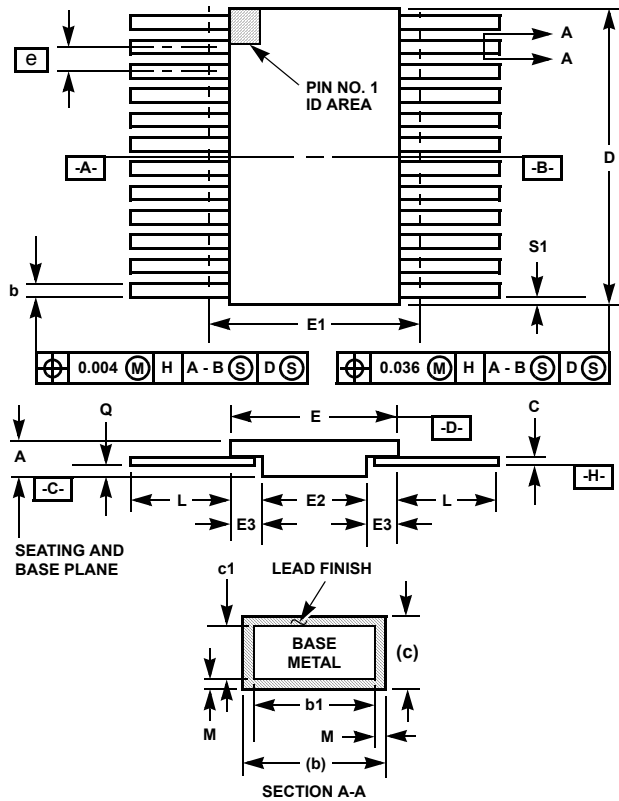 A
A
e
PIN NO. 1
ID AREA
D
-A-
-B-
S1
b
E1
⌖ 0.004 Ⓜ H A - B Ⓢ D Ⓢ
⌖ 0.036 Ⓜ H A - B Ⓢ D Ⓢ
Q
E
C
-D-
A
-C-
-H-
L
E2
L
E3
E3
SEATING AND
BASE PLANE
c1
LEAD FINISH
BASE
METAL
(c)
b1
M
M
(b)
SECTION A-A